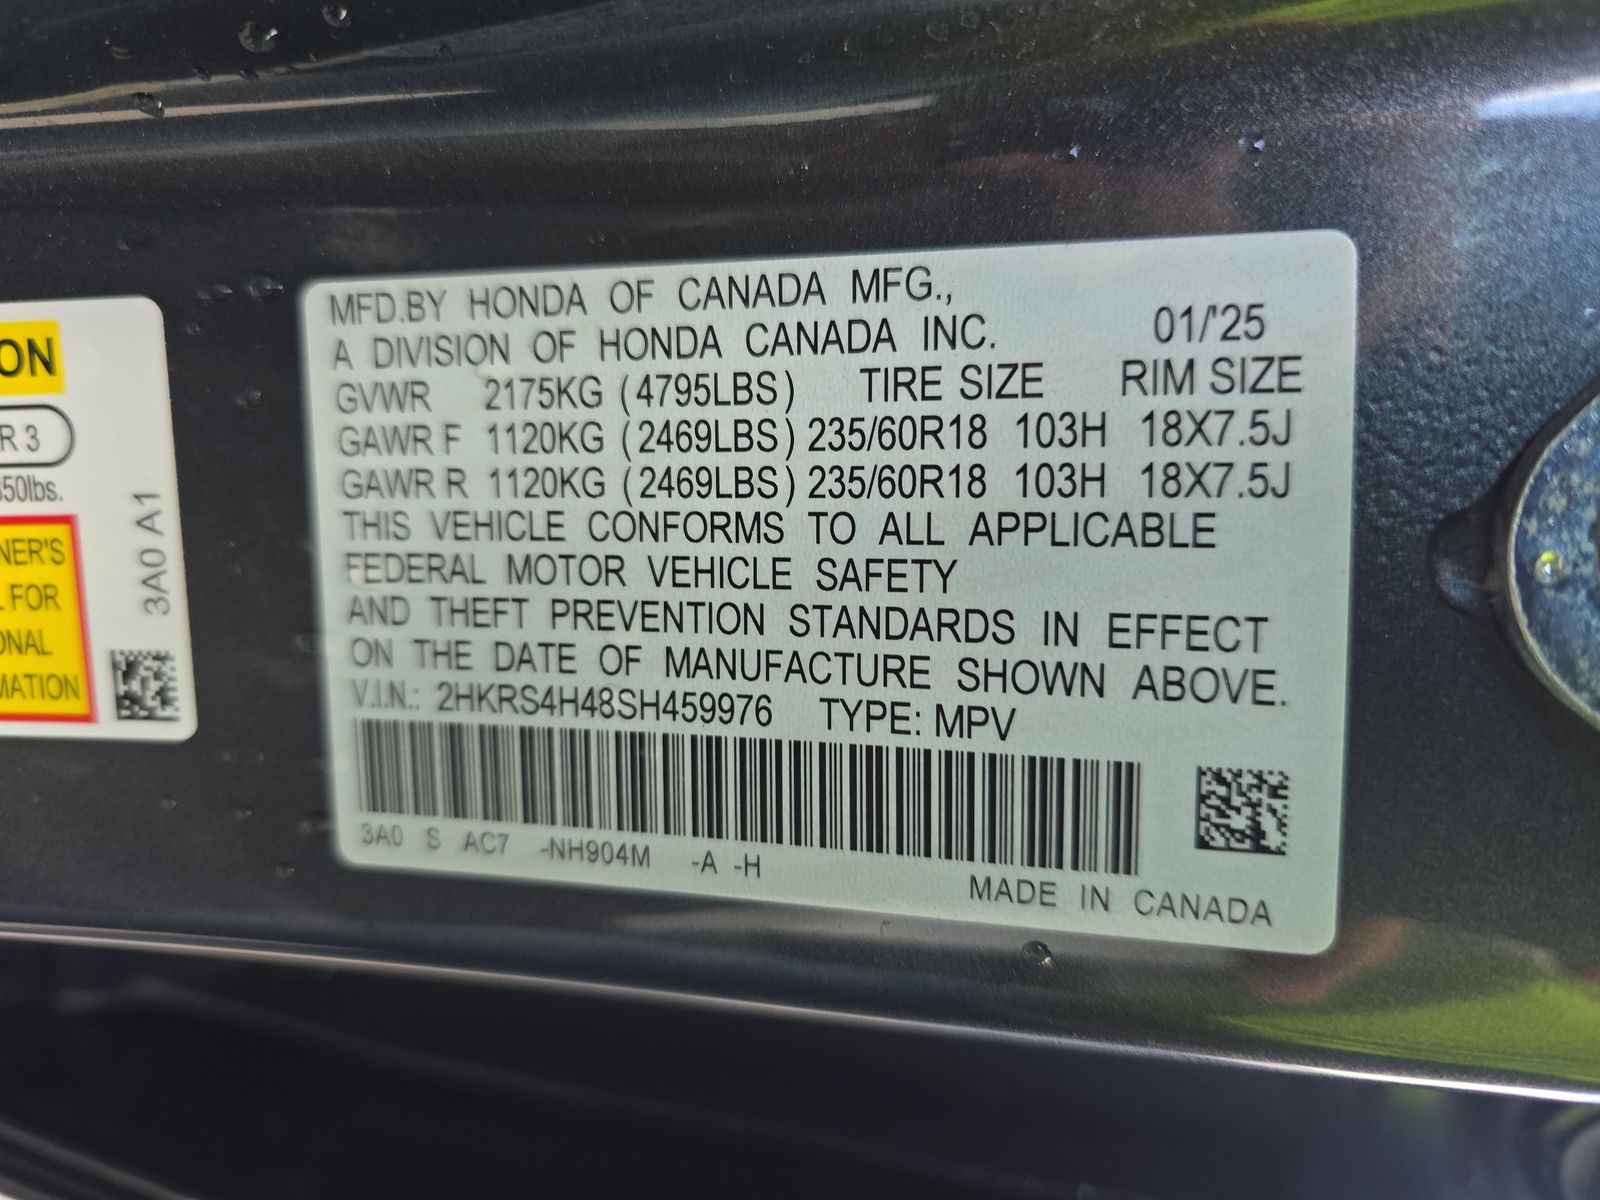 ON
R 3
350lbs.
NER'S
L FOR
ONAL
MATION
3A0 A1
MFD.BY HONDA OF CANADA MFG.,
A DIVISION OF HONDA CANADA INC. 01/'25
GVWR 2175KG (4795LBS) TIRE SIZE RIM SIZE
GAWR F 1120KG (2469LBS) 235/60R18 103H 18X7.5J
GAWR R 1120KG (2469LBS) 235/60R18 103H 18X7.5J
THIS VEHICLE CONFORMS TO ALL APPLICABLE
FEDERAL MOTOR VEHICLE SAFETY
AND THEFT PREVENTION STANDARDS IN EFFECT
ON THE DATE OF MANUFACTURE SHOWN ABOVE.
V.I.N.: 2HKRS4H48SH459976 TYPE: MPV
3A0 S AC7 -NH904M -A -H
MADE IN CANADA